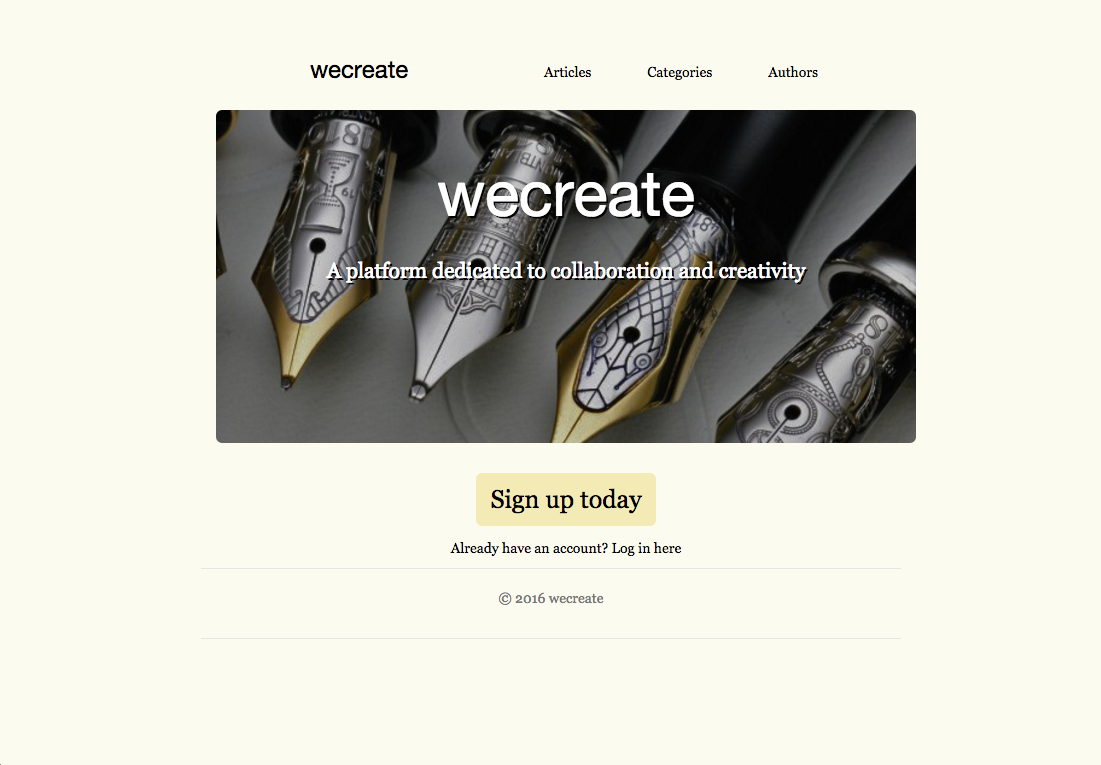 wecreate
Articles Categories Authors
wecreate
A platform dedicated to collaboration and creativity
Sign up today
Already have an account? Log in here
© 2016 wecreate